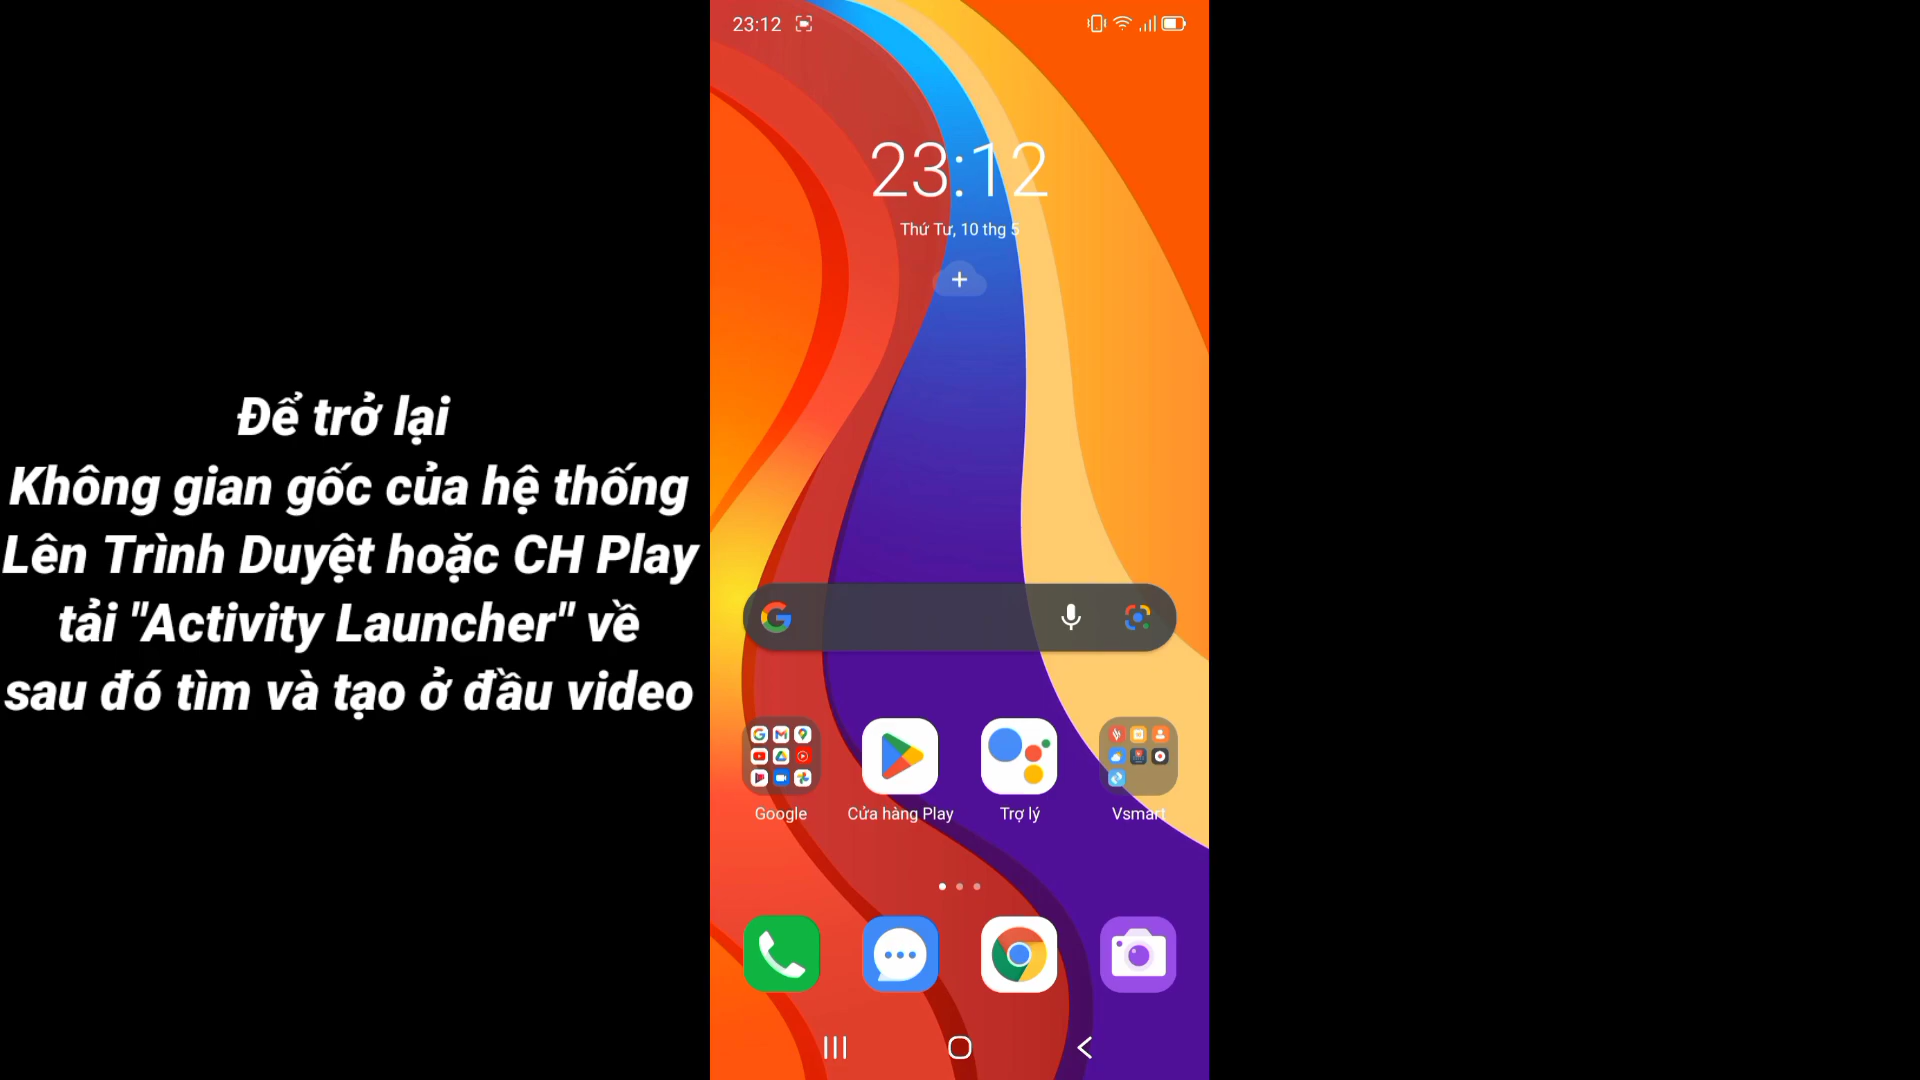 23:12
23:12
Thứ Tư, 10 thg 5
Để trở lại
Không gian gốc của hệ thống
Lên Trình Duyệt hoặc CH Play
tải "Activity Launcher" về
sau đó tìm và tạo ở đầu video
Google
Cửa hàng Play
Trợ lý
Vsmart